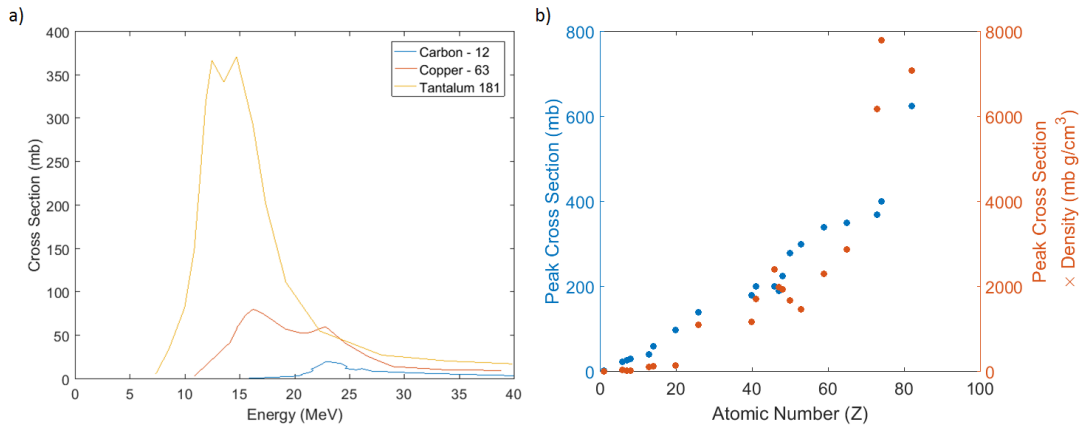 a)
400
350
300
250
200
150
100
50
0
Cross Section (mb)
0 5 10 15 20 25 30 35 40
Energy (MeV)
Carbon - 12
Copper - 63
Tantalum 181
b)
800
600
400
200
0
Peak Cross Section (mb)
0 20 40 60 80 100
Atomic Number (Z)
8000
6000
4000
2000
0
Peak Cross Section
× Density (mb g/cm³)